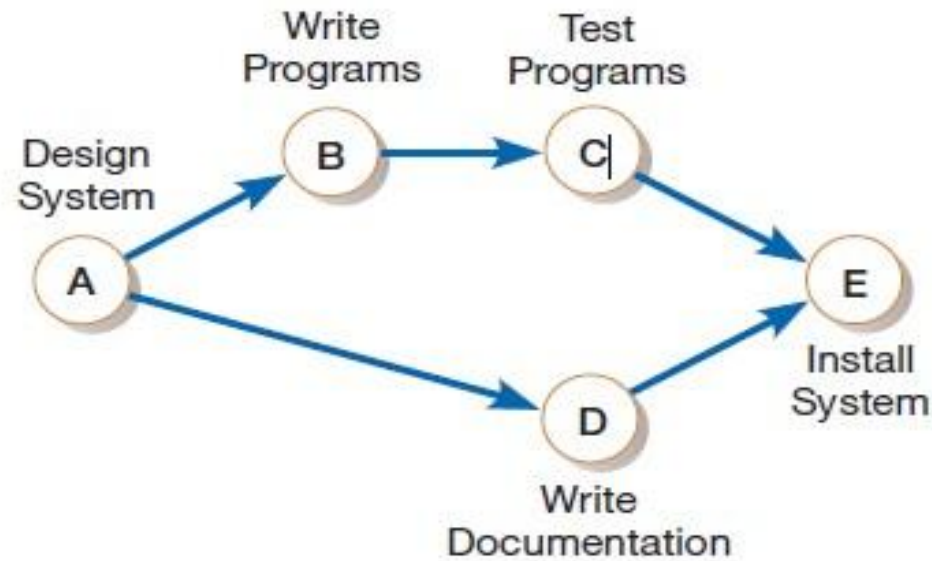 Write
Programs
Test
Programs
Design
System
B
C
A
E
Install
System
D
Write
Documentation